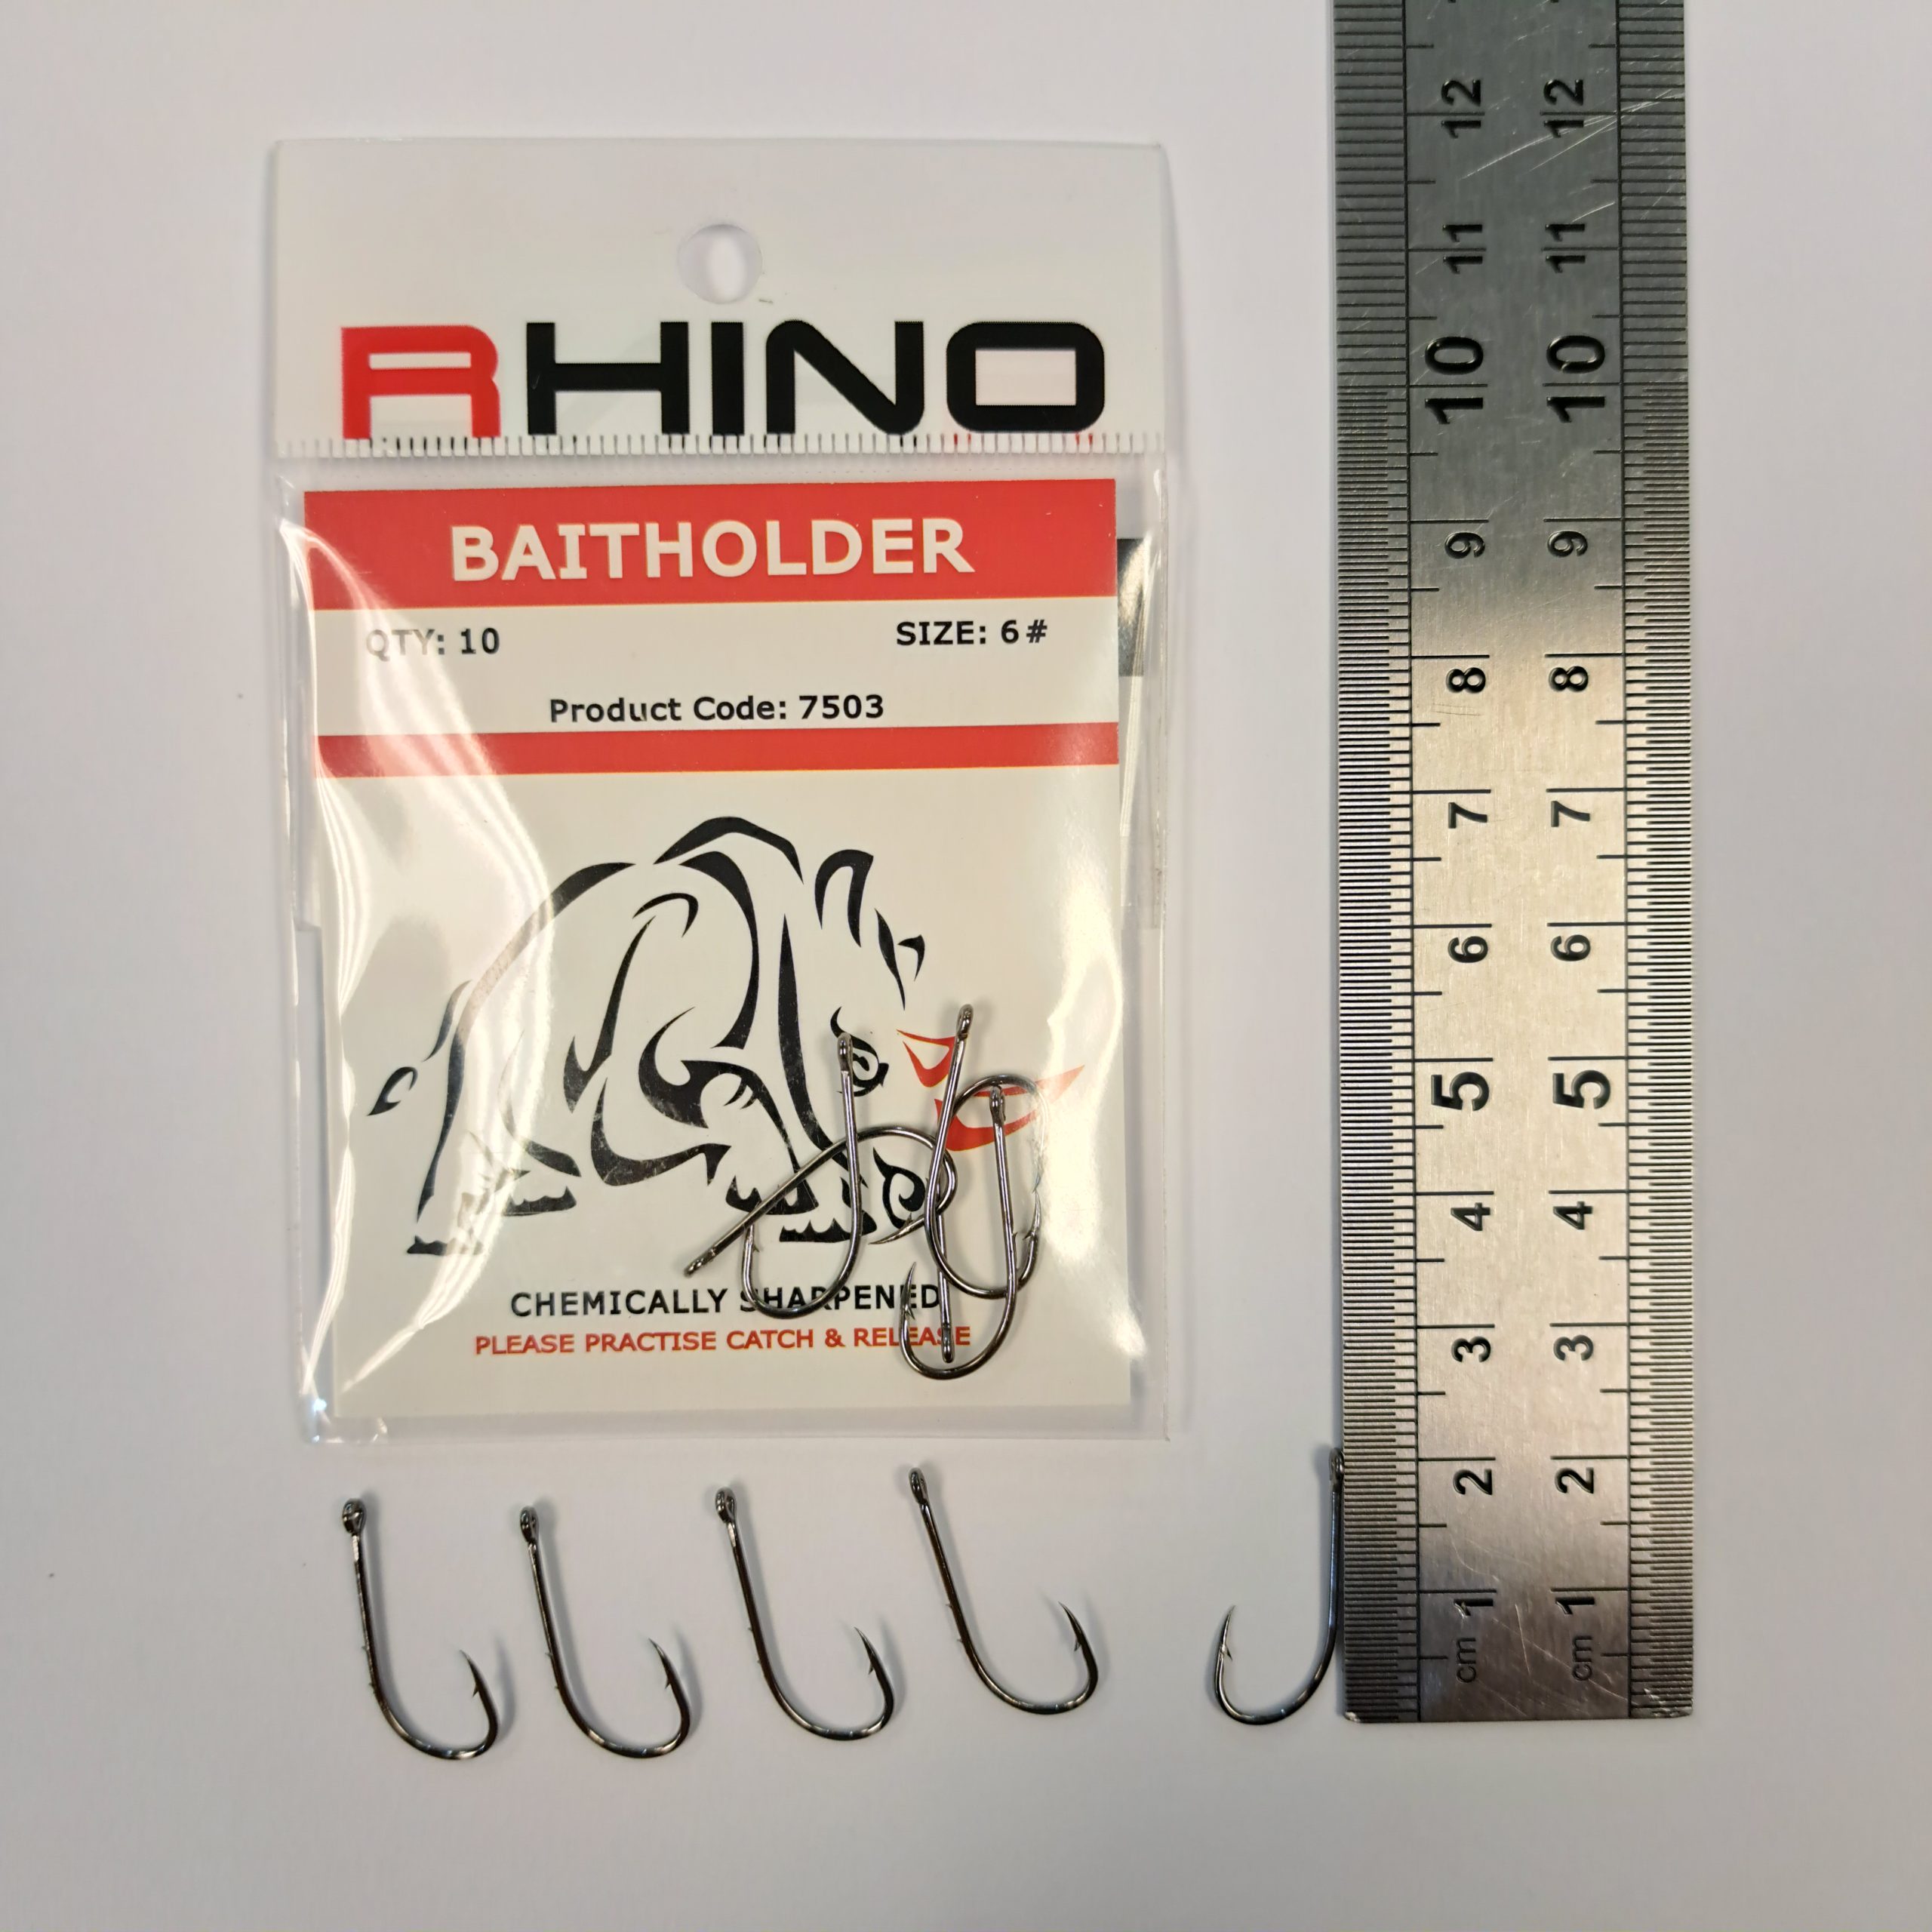 RHINO
BAITHOLDER
QTY: 10 SIZE: 6#
Product Code: 7503
CHEMICALLY SHARPENED
PLEASE PRACTISE CATCH & RELEASE
12 12
11 11
10 10
9 9
8 8
7 7
6 6
5 5
4 4
3 3
2 2
1 1
cm cm